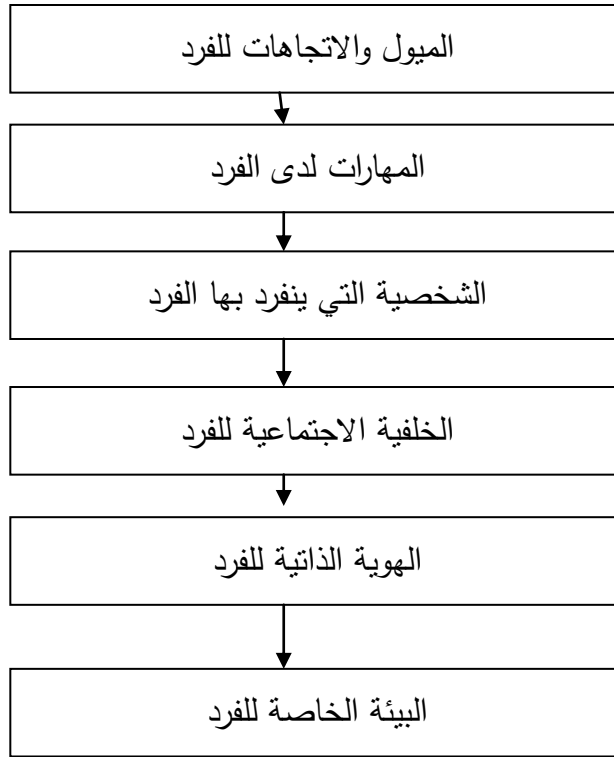 الميول والاتجاهات للفرد
المهارات لدى الفرد
الشخصية التي ينفرد بها الفرد
الخلفية الاجتماعية للفرد
الهوية الذاتية للفرد
البيئة الخاصة للفرد